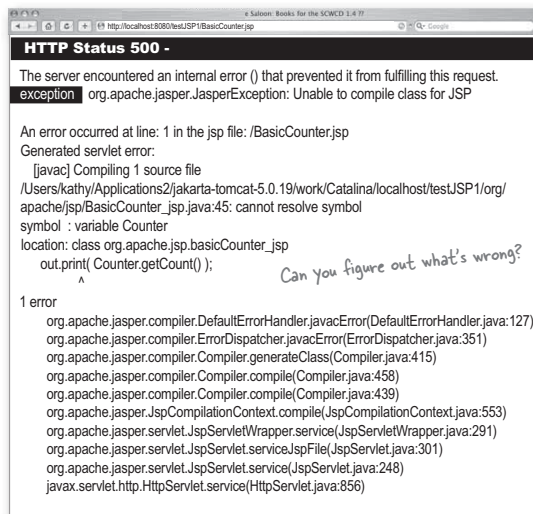 e Saloon: Books for the SCWCD 1.4 ??
http://localhost:8080/testJSP1/BasicCounter.jsp
Q- Google
HTTP Status 500 -
The server encountered an internal error () that prevented it from fulfilling this request.
exception org.apache.jasper.JasperException: Unable to compile class for JSP
An error occurred at line: 1 in the jsp file: /BasicCounter.jsp
Generated servlet error:
[javac] Compiling 1 source file
/Users/kathy/Applications2/jakarta-tomcat-5.0.19/work/Catalina/localhost/testJSP1/org/
apache/jsp/BasicCounter_jsp.java:45: cannot resolve symbol
symbol : variable Counter
location: class org.apache.jsp.basicCounter_jsp
out.print( Counter.getCount() );
^
Can you figure out what's wrong?
1 error
org.apache.jasper.compiler.DefaultErrorHandler.javacError(DefaultErrorHandler.java:127)
org.apache.jasper.compiler.ErrorDispatcher.javacError(ErrorDispatcher.java:351)
org.apache.jasper.compiler.Compiler.generateClass(Compiler.java:415)
org.apache.jasper.compiler.Compiler.compile(Compiler.java:458)
org.apache.jasper.compiler.Compiler.compile(Compiler.java:439)
org.apache.jasper.JspCompilationContext.compile(JspCompilationContext.java:553)
org.apache.jasper.servlet.JspServletWrapper.service(JspServletWrapper.java:291)
org.apache.jasper.servlet.JspServlet.serviceJspFile(JspServlet.java:301)
org.apache.jasper.servlet.JspServlet.service(JspServlet.java:248)
javax.servlet.http.HttpServlet.service(HttpServlet.java:856)